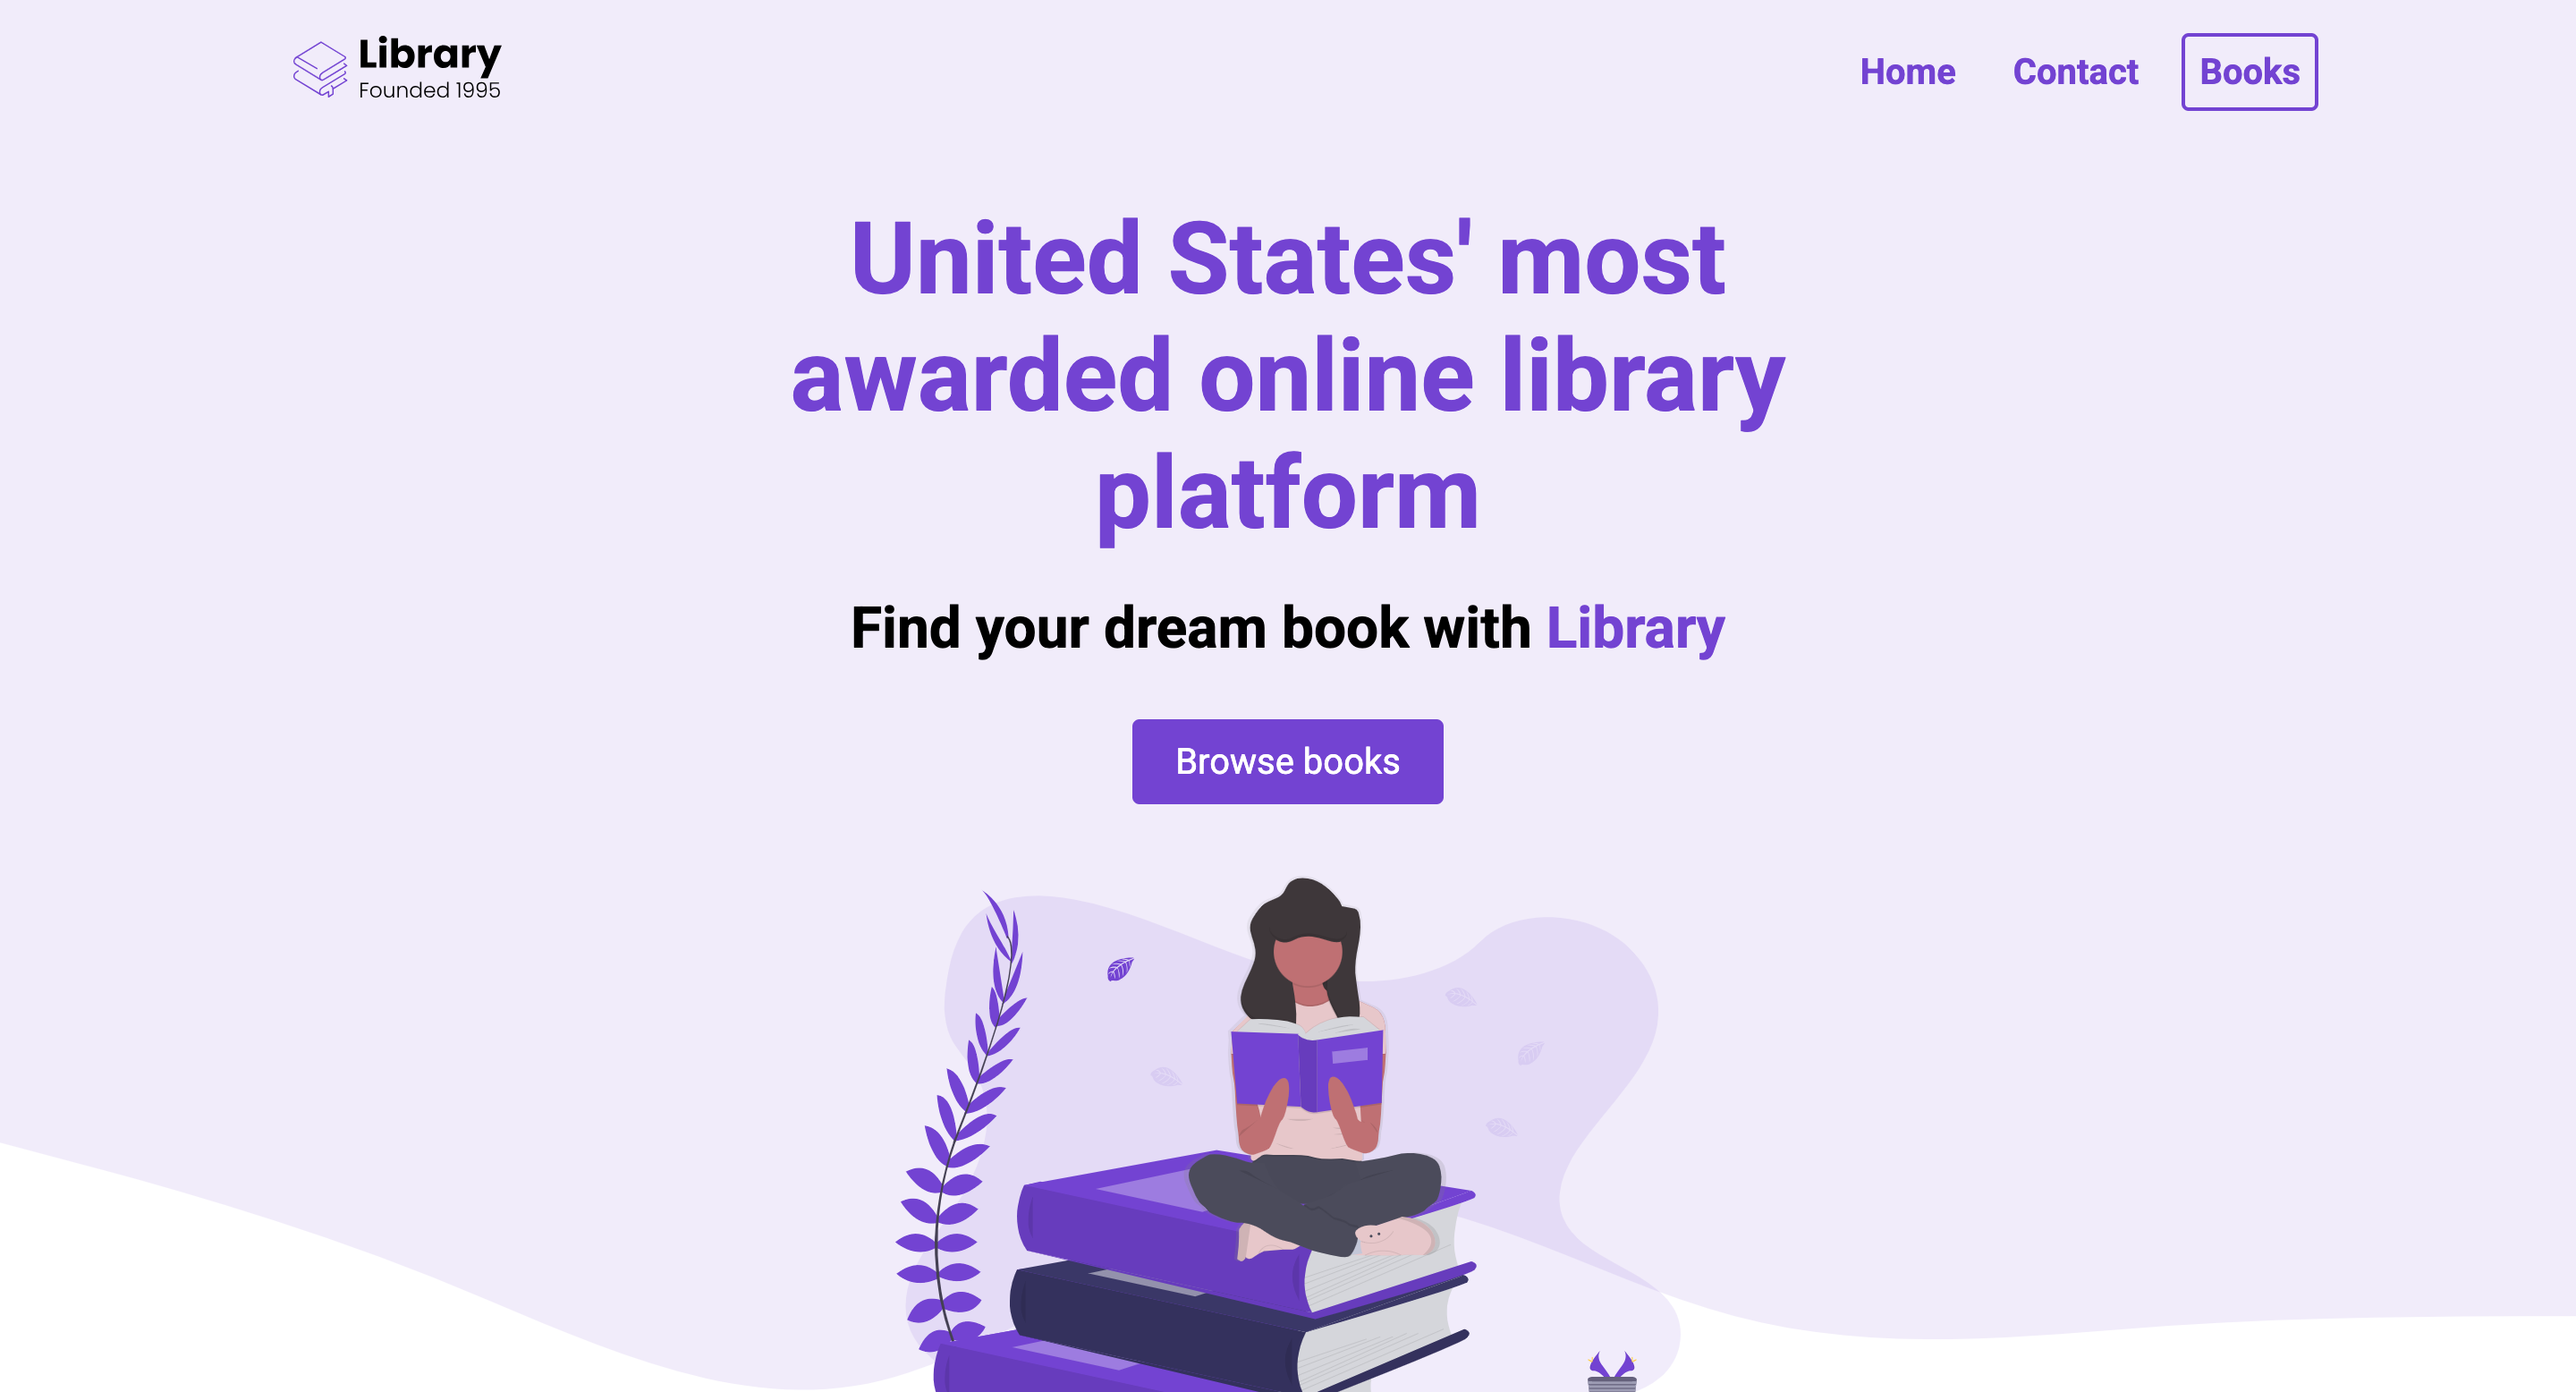 Library
Founded 1995
Home
Contact
Books
United States' most
awarded online library
platform
Find your dream book with Library
Browse books